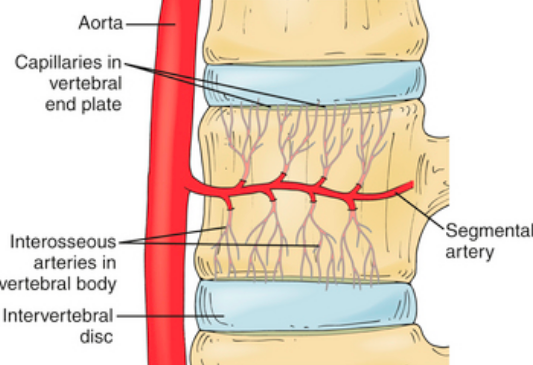 Aorta
Capillaries in
vertebral
end plate
Interosseous
arteries in
vertebral body
Intervertebral
disc
Segmental
artery